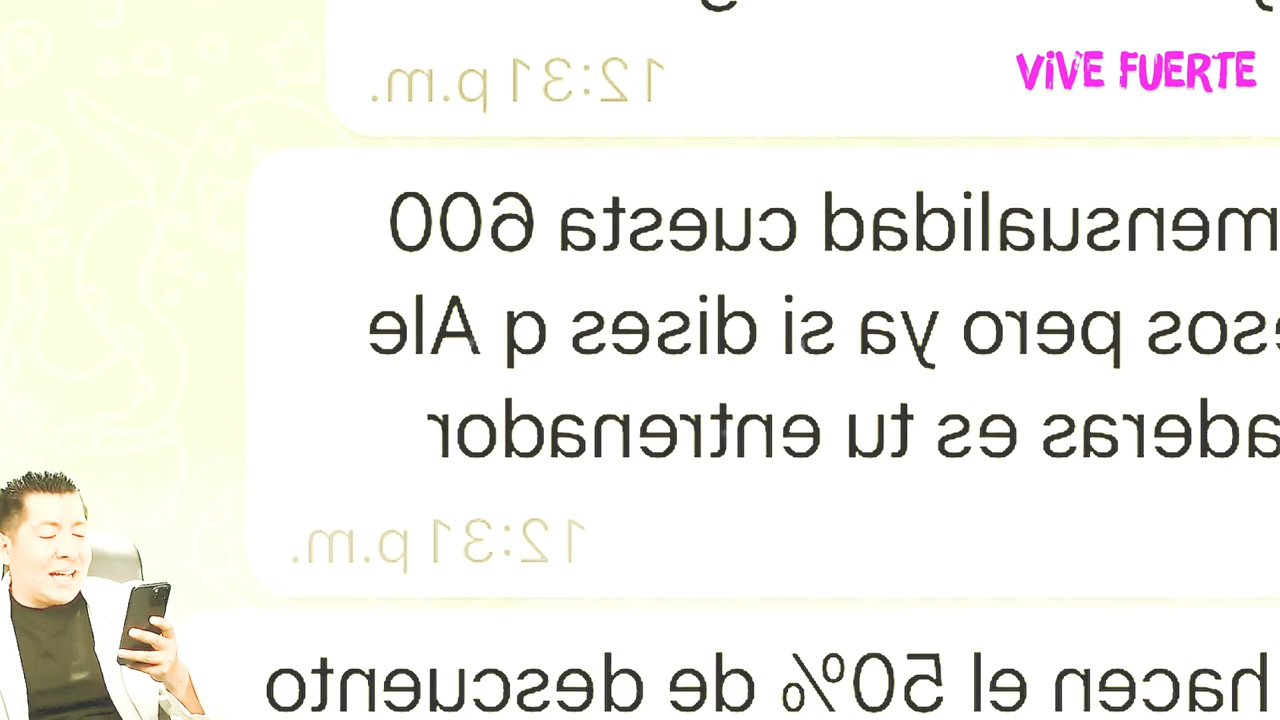 12:31 p.m.
ViVE FUERTE
mensualidad cuesta 600
esos pero ya si dises q Ale
aderas es tu entrenador
12:31 p.m.
hacen el 50% de descuento